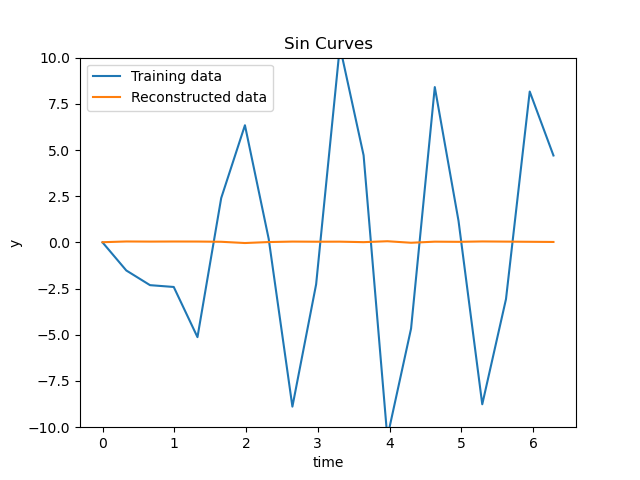 Sin Curves
Training data
Reconstructed data
10.0
7.5
5.0
2.5
0.0
−2.5
−5.0
−7.5
−10.0
y
0 1 2 3 4 5 6
time